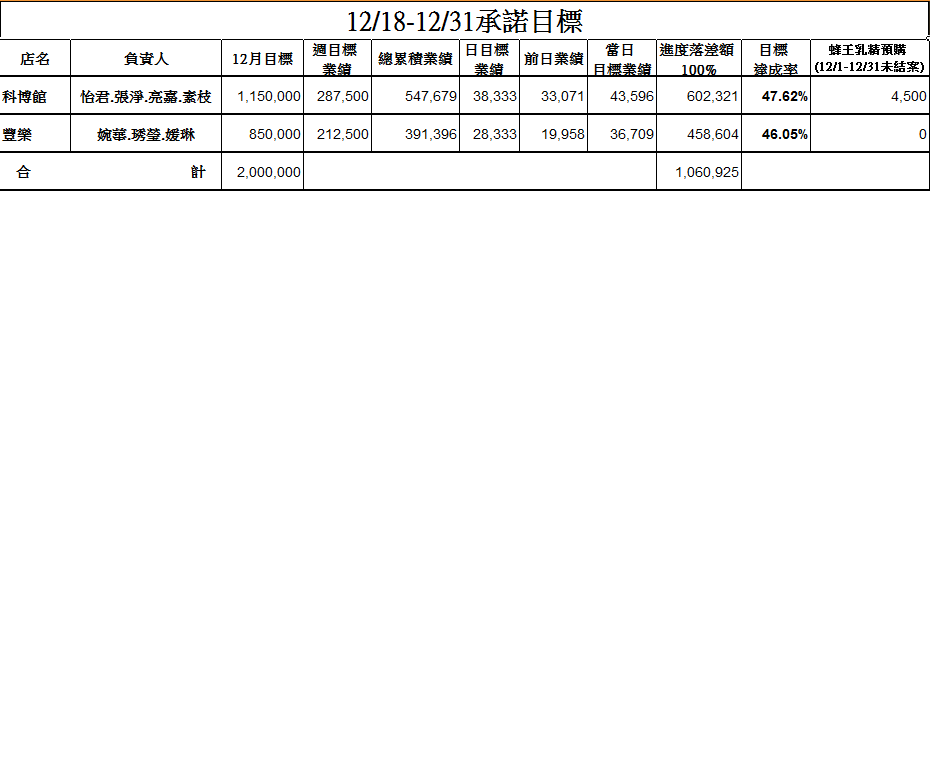 12/18-12/31承諾目標
店名 負責人 12月目標 週目標業績 總累積業績 日目標業績 前日業績 當日目標業績 進度落差額100% 目標達成率 蜂王乳精預購(12/1-12/31未結案)
科博館 怡君.張淨.亮嘉.素枝 1,150,000 287,500 547,679 38,333 33,071 43,596 602,321 47.62% 4,500
豐樂 婉華.琇瑩.媛琳 850,000 212,500 391,396 28,333 19,958 36,709 458,604 46.05% 0
合計 2,000,000 1,060,925